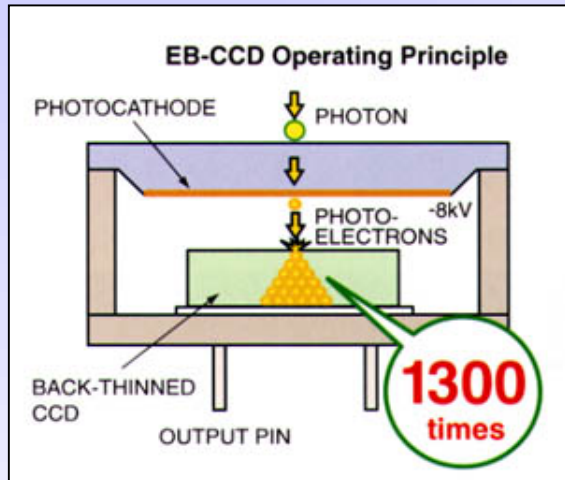 EB-CCD Operating Principle
PHOTOCATHODE
PHOTON
PHOTO-
ELECTRONS
-8kV
BACK-THINNED
CCD
OUTPUT PIN
1300
times